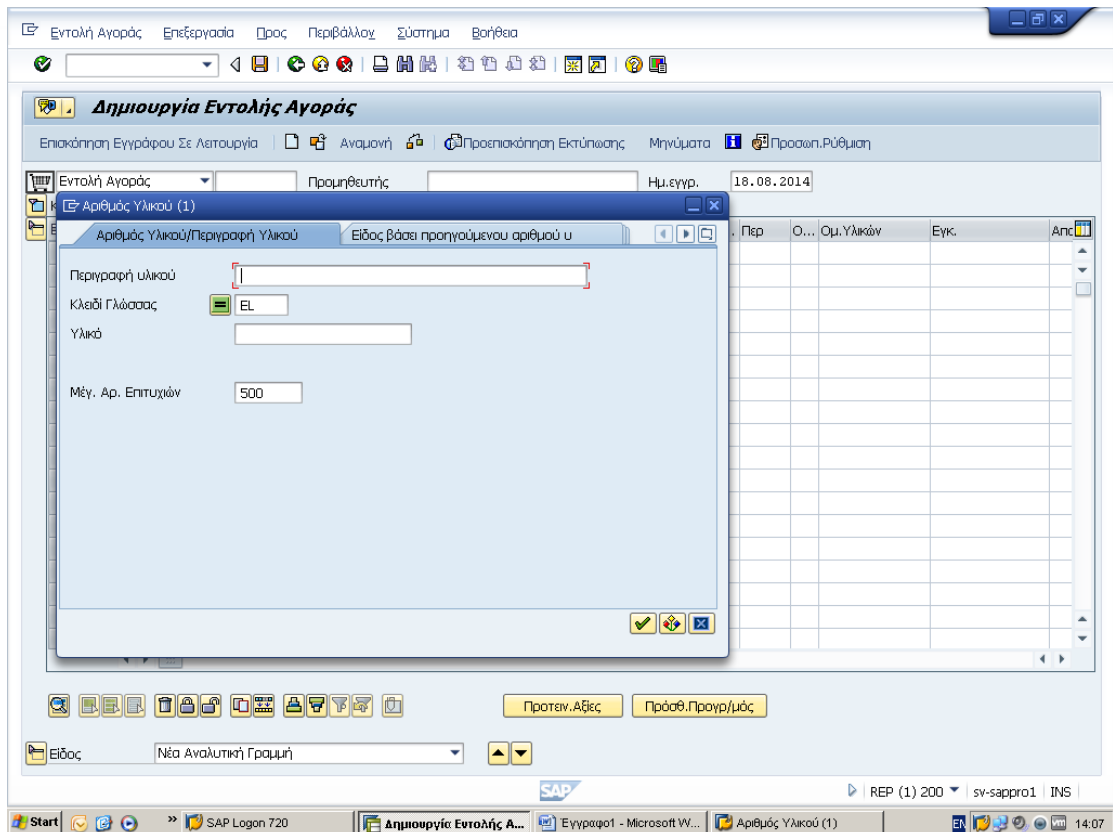 Εντολή Αγοράς Επεξεργασία Προς Περιβάλλον Σύστημα Βοήθεια
Δημιουργία Εντολής Αγοράς
Επισκόπηση Εγγράφου Σε Λειτουργία Αναμονή Προεπισκόπηση Εκτύπωσης Μηνύματα Προσωπ.Ρύθμιση
Εντολή Αγοράς Προμηθευτής Ημ.εγγρ. 18.08.2014
Αριθμός Υλικού (1)
Αριθμός Υλικού/Περιγραφή Υλικού Είδος βάσει προηγούμενου αριθμού υ
. Περ Ο... Ομ.Υλικών Εγκ. Απο
Περιγραφή υλικού
Κλειδί Γλώσσας EL
Υλικό
Μέγ. Αρ. Επιτυχιών 500
Προτειν.Αξίες Πρόσθ.Προγρ/μός
Είδος Νέα Αναλυτική Γραμμή
SAP REP (1) 200 sv-sappro1 INS
Start » SAP Logon 720 Δημιουργία Εντολής Α... Έγγραφο1 - Microsoft W... Αριθμός Υλικού (1) EN 14:07